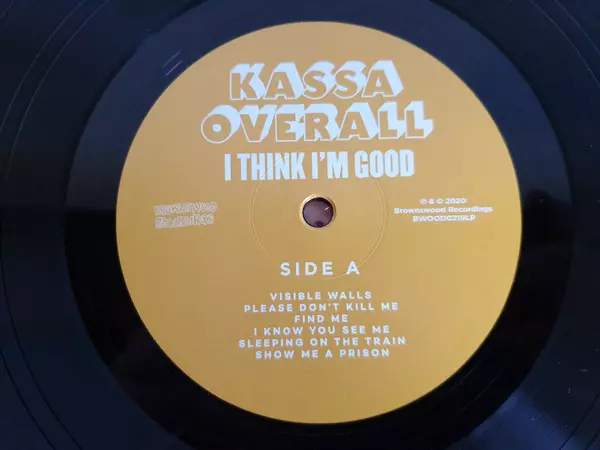 KASSA
OVERALL
I THINK I'M GOOD
BROWNSWOOD
RECORDINGS
℗ & © 2020
Brownswood Recordings
SIDE A
VISIBLE WALLS
PLEASE DON'T KILL ME
FIND ME
I KNOW YOU SEE ME
SLEEPING ON THE TRAIN
SHOW ME A PRISON